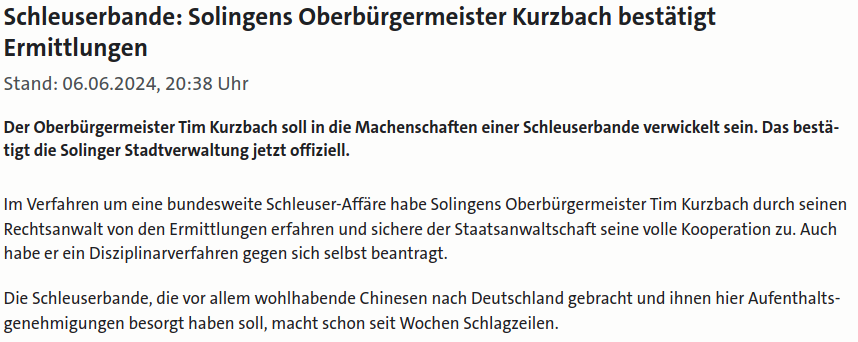 Schleuserbande: Solingens Oberbürgermeister Kurzbach bestätigt
Ermittlungen
Stand: 06.06.2024, 20:38 Uhr
Der Oberbürgermeister Tim Kurzbach soll in die Machenschaften einer Schleuserbande verwickelt sein. Das bestä-
tigt die Solinger Stadtverwaltung jetzt offiziell.
Im Verfahren um eine bundesweite Schleuser-Affäre habe Solingens Oberbürgermeister Tim Kurzbach durch seinen
Rechtsanwalt von den Ermittlungen erfahren und sichere der Staatsanwaltschaft seine volle Kooperation zu. Auch
habe er ein Disziplinarverfahren gegen sich selbst beantragt.
Die Schleuserbande, die vor allem wohlhabende Chinesen nach Deutschland gebracht und ihnen hier Aufenthalts-
genehmigungen besorgt haben soll, macht schon seit Wochen Schlagzeilen.